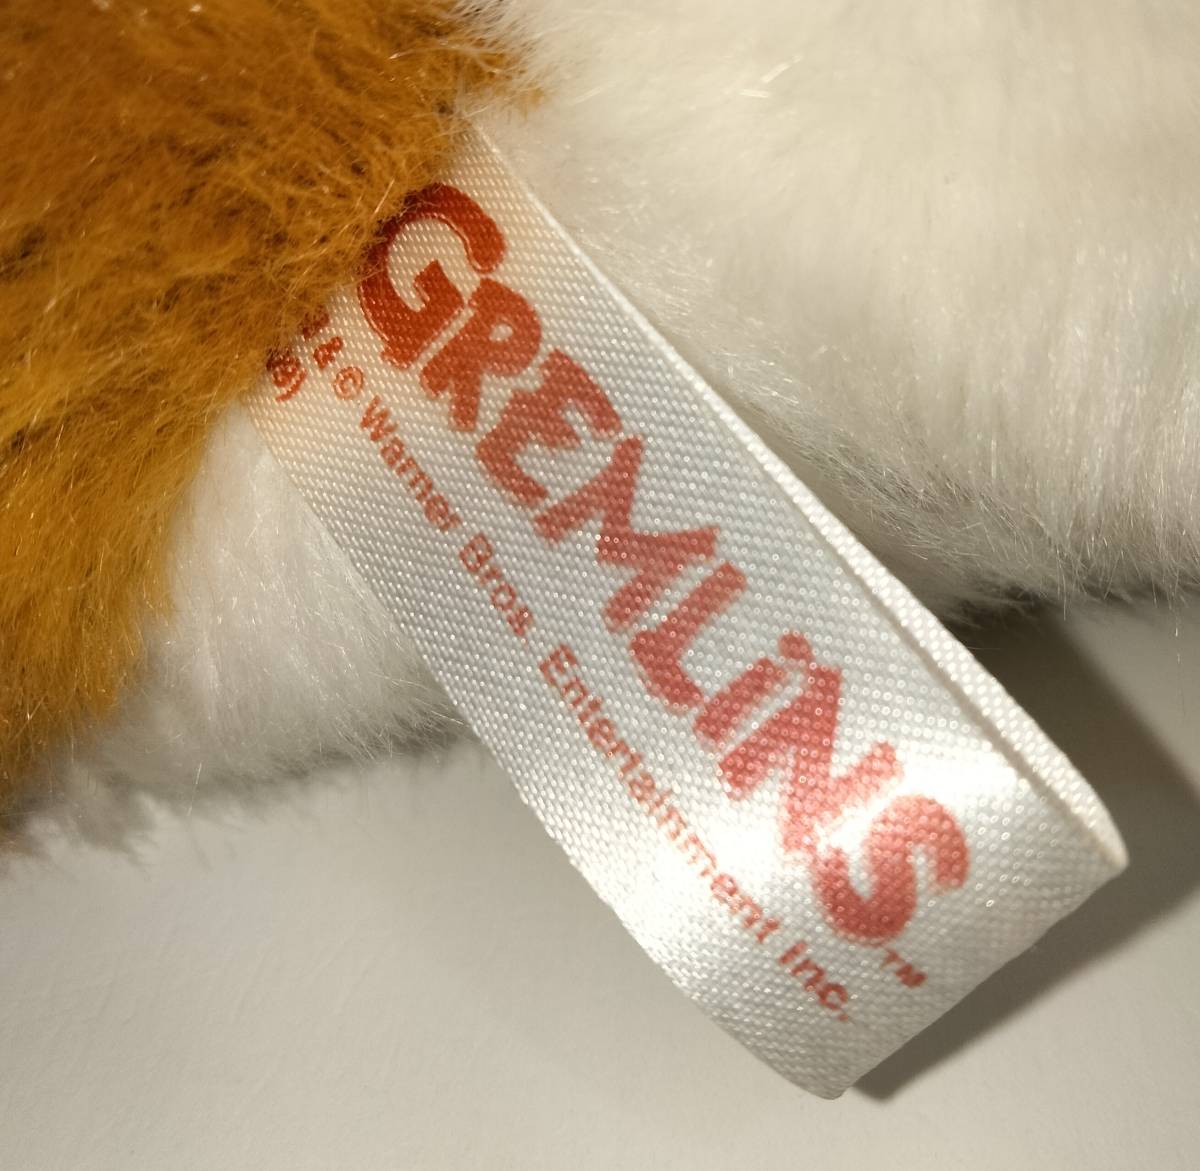 GREMLiNS™
& © Warner Bros. Entertainment Inc.